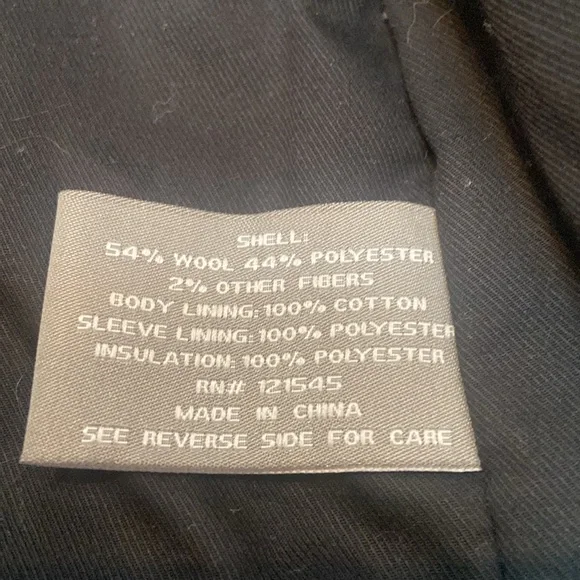 SHELL:
54% WOOL 44% POLYESTER
2% OTHER FIBERS
BODY LINING: 100% COTTON
SLEEVE LINING: 100% POLYESTER
INSULATION: 100% POLYESTER
RN# 121545
MADE IN CHINA
SEE REVERSE SIDE FOR CARE